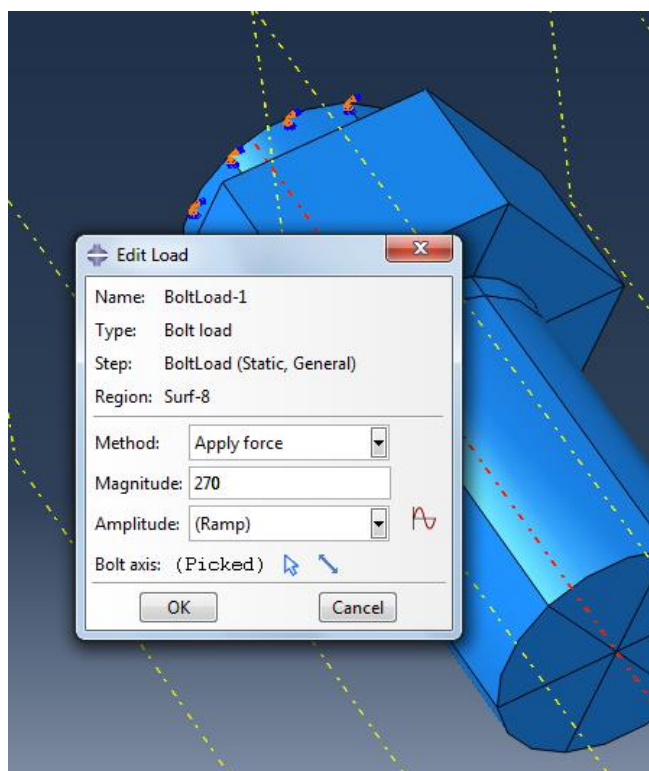 Edit Load
Name: BoltLoad-1
Type: Bolt load
Step: BoltLoad (Static, General)
Region: Surf-8
Method: Apply force
Magnitude: 270
Amplitude: (Ramp)
Bolt axis: (Picked)
OK Cancel